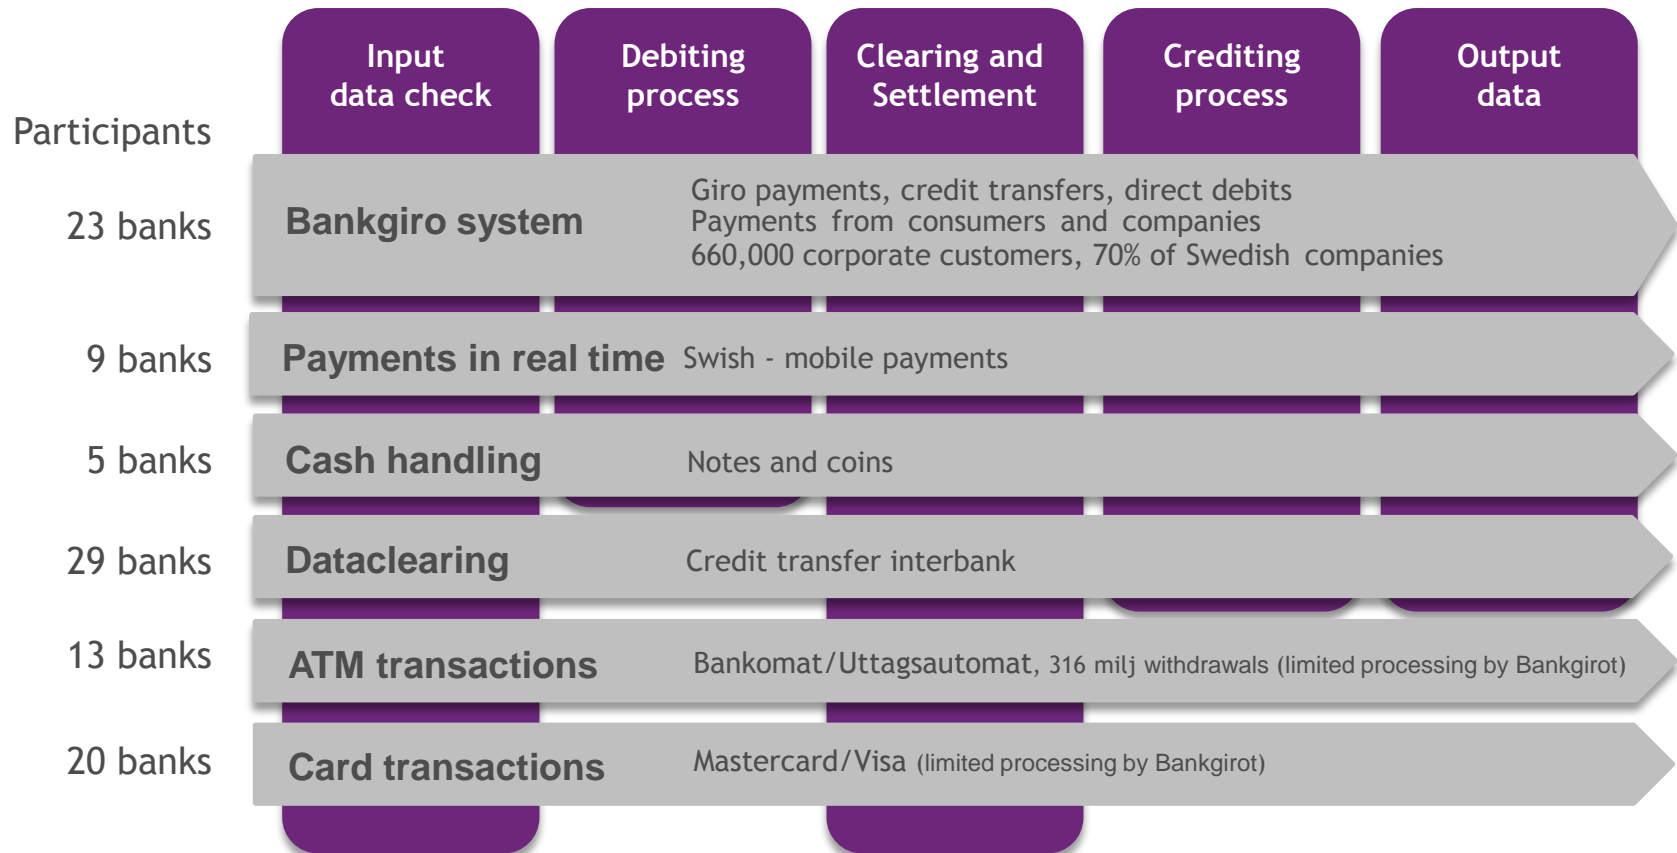 Input
data check
Debiting
process
Clearing and
Settlement
Crediting
process
Output
data
Participants
23 banks
Bankgiro system
Giro payments, credit transfers, direct debits
Payments from consumers and companies
660,000 corporate customers, 70% of Swedish companies
9 banks
Payments in real time
Swish - mobile payments
5 banks
Cash handling
Notes and coins
29 banks
Dataclearing
Credit transfer interbank
13 banks
ATM transactions
Bankomat/Uttagsautomat, 316 milj withdrawals (limited processing by Bankgirot)
20 banks
Card transactions
Mastercard/Visa (limited processing by Bankgirot)